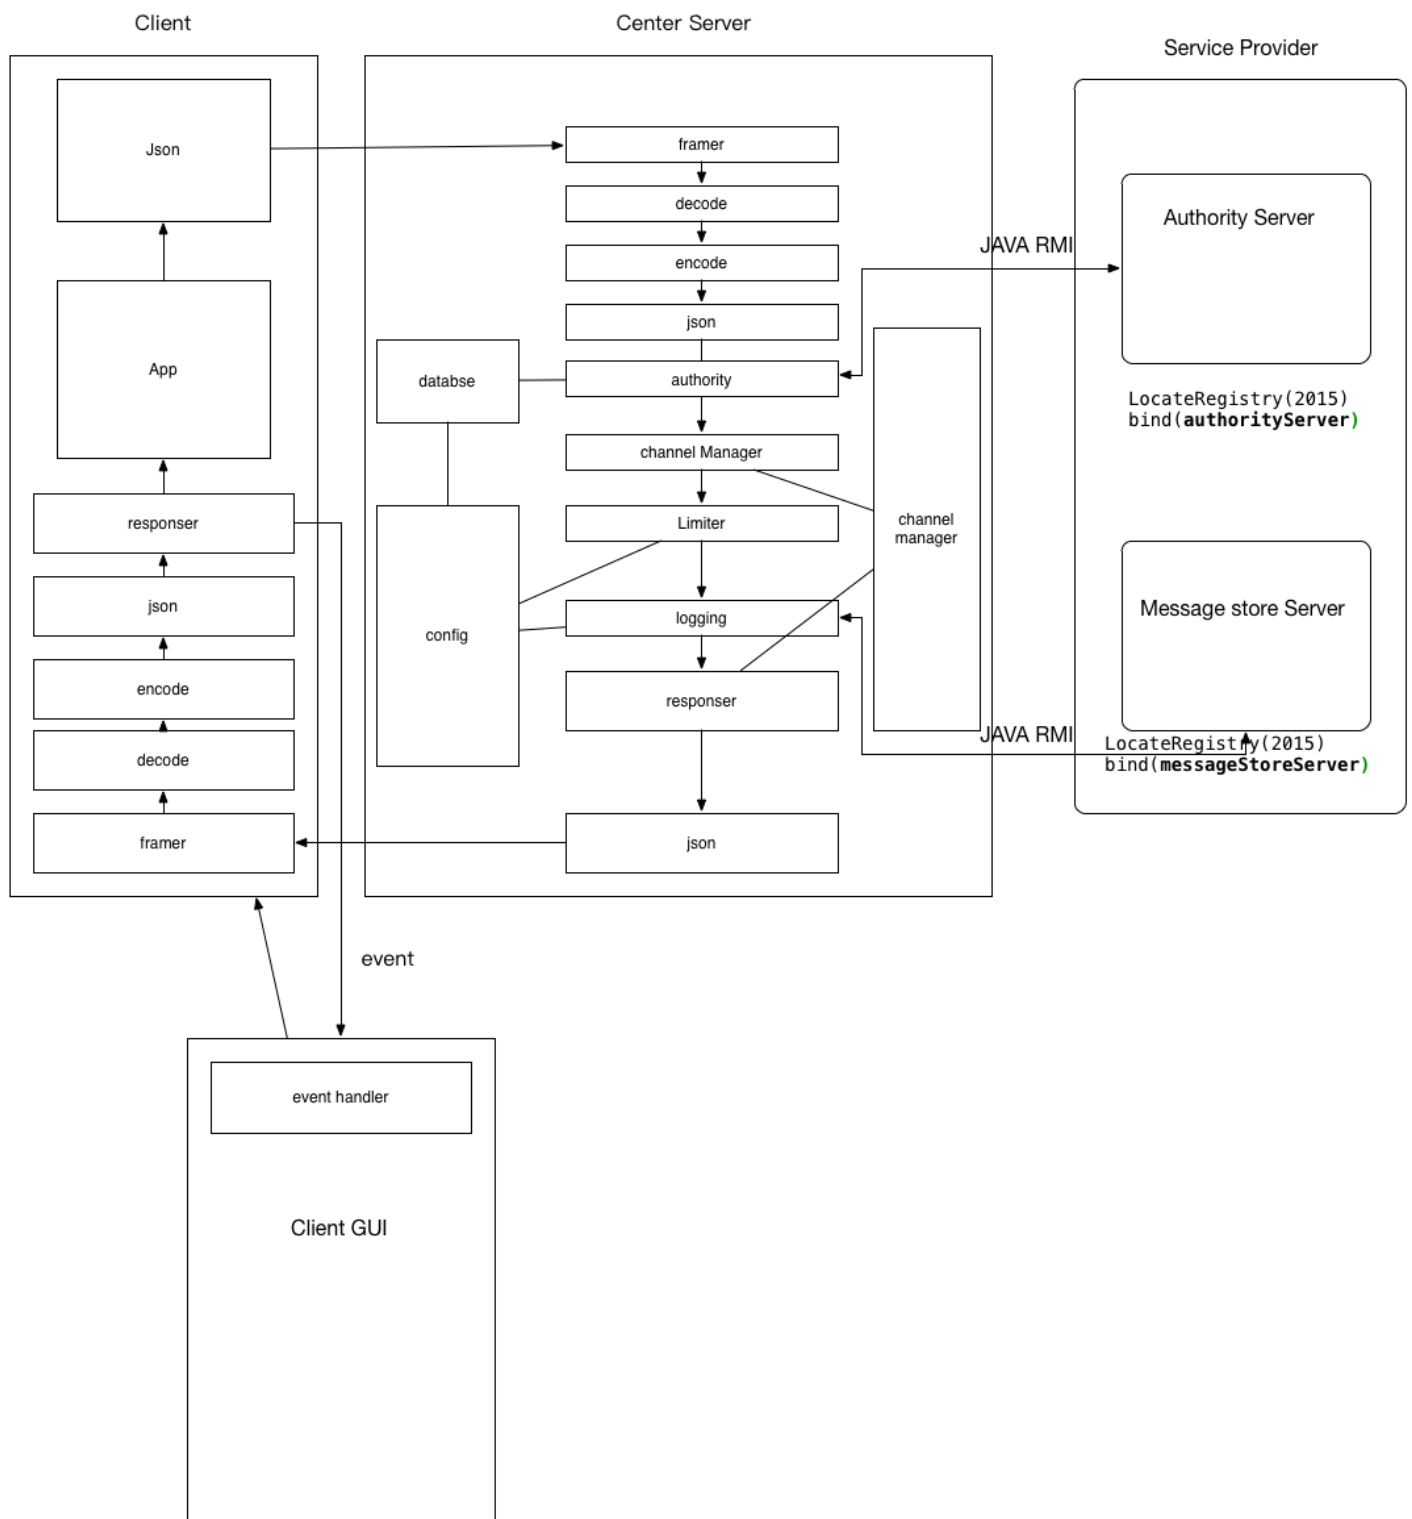 Client
Center Server
Service Provider
Json
App
responser
json
encode
decode
framer
framer
decode
encode
json
authority
channel Manager
Limiter
logging
responser
json
databse
config
channel
manager
JAVA RMI
JAVA RMI
Authority Server
LocateRegistry(2015)
bind(authorityServer)
Message store Server
LocateRegistry(2015)
bind(messageStoreServer)
event
event handler
Client GUI